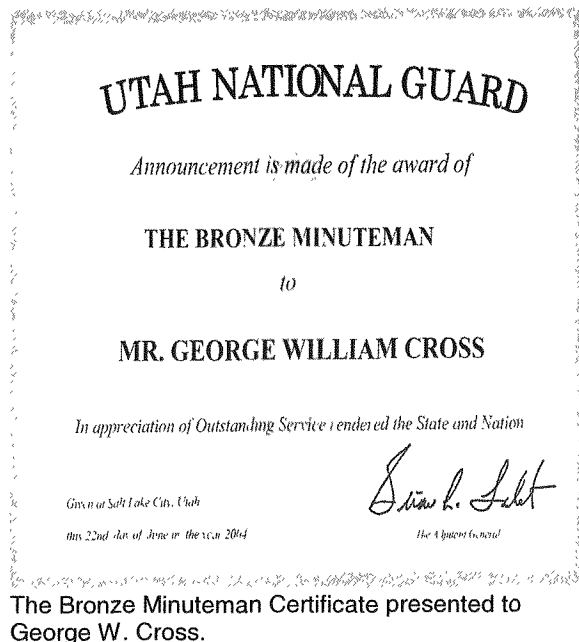 UTAH NATIONAL GUARD
Announcement is made of the award of
THE BRONZE MINUTEMAN
to
MR. GEORGE WILLIAM CROSS
In appreciation of Outstanding Service rendered the State and Nation
Given at Salt Lake City, Utah
this 22nd day of June in the year 2004
The Adjutant General
The Bronze Minuteman Certificate presented to
George W. Cross.